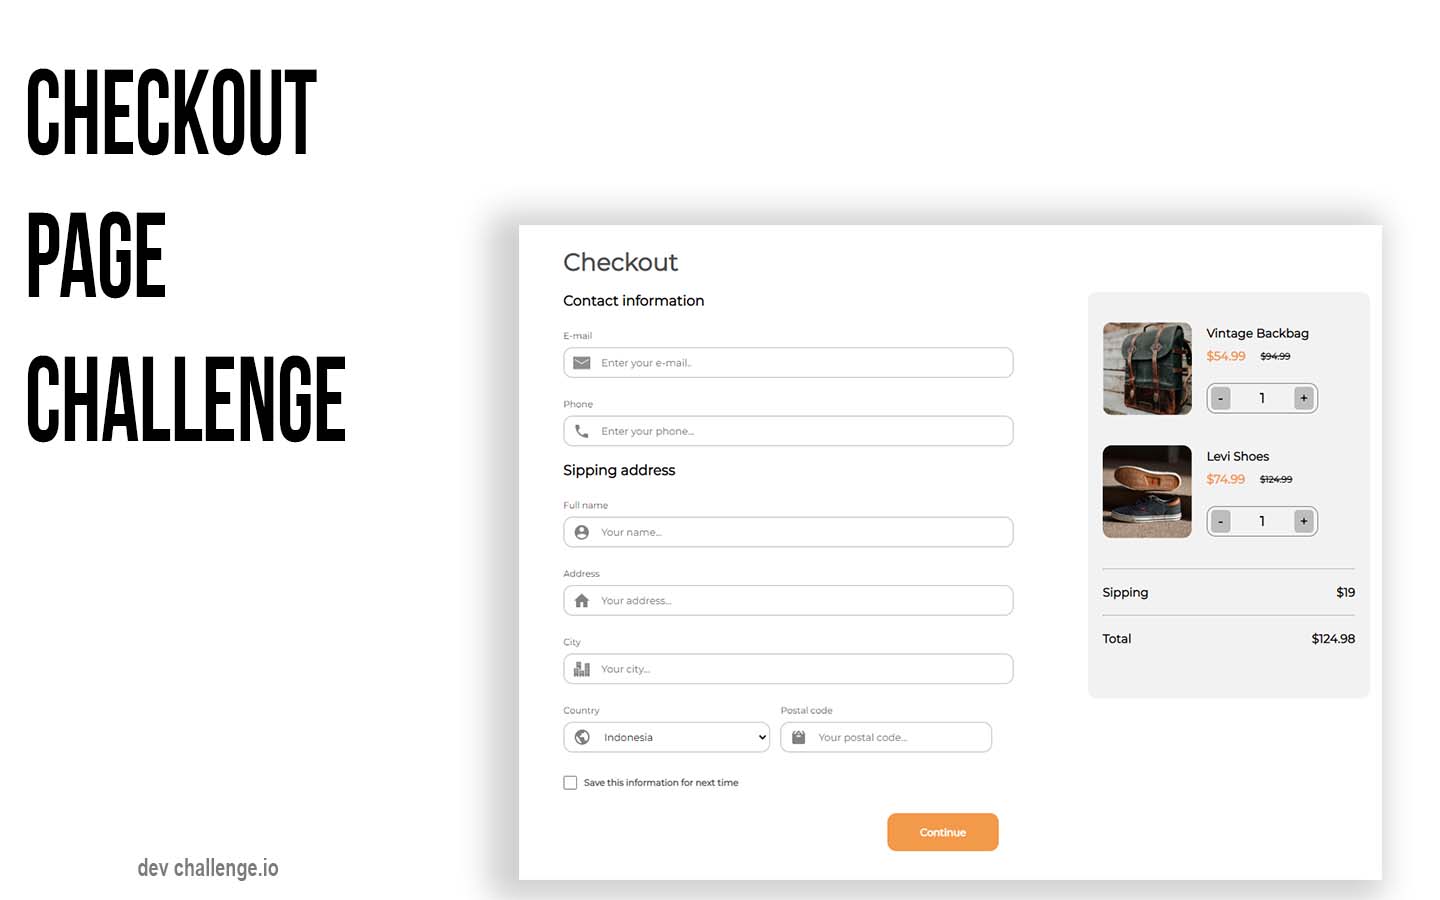 CHECKOUT
PAGE
CHALLENGE
dev challenge.io
Checkout
Contact information
E-mail
Enter your e-mail..
Phone
Enter your phone...
Sipping address
Full name
Your name...
Address
Your address...
City
Your city...
Country
Postal code
Indonesia
Your postal code...
Save this information for next time
Continue
Vintage Backbag
$54.99 $94.99
- 1 +
Levi Shoes
$74.99 $124.99
- 1 +
Sipping $19
Total $124.98